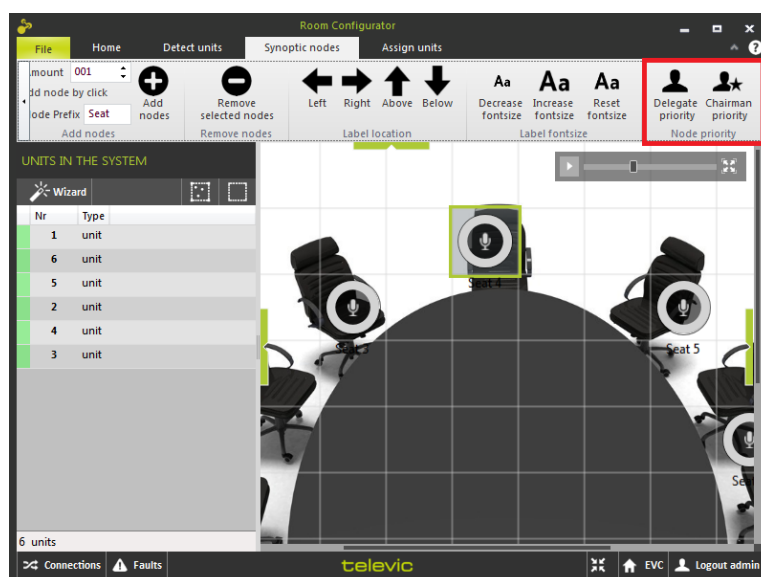 Room Configurator
File Home Detect units Synoptic nodes Assign units
?
mount 001
dd node by click
ode Prefix Seat
Add
nodes
Add nodes
Remove
selected nodes
Remove nodes
Left Right Above Below
Label location
Aa Aa Aa
Decrease
fontsize
Increase
fontsize
Reset
fontsize
Label fontsize
Delegate
priority
Chairman
priority
Node priority
UNITS IN THE SYSTEM
Wizard
Nr Type
1 unit
6 unit
5 unit
2 unit
4 unit
3 unit
Seat 4
Seat 3
Seat 5
Se
6 units
Connections Faults televic EVC Logout admin